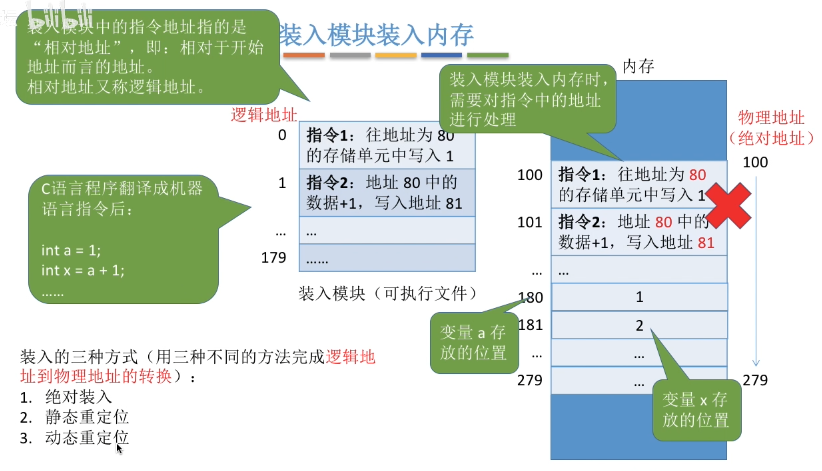 bilibili
装入模块装入内存
装入模块中的指令地址指的是
“相对地址”，即：相对于开始
地址而言的地址。
相对地址又称逻辑地址。
逻辑地址
0
指令1：往地址为 80
的存储单元中写入 1
1
指令2：地址 80 中的
数据+1，写入地址 81
…
…
179
……
装入模块（可执行文件）
C语言程序翻译成机器
语言指令后：
int a = 1;
int x = a + 1;
……
装入模块装入内存时，
需要对指令中的地址
进行处理
内存
物理地址
（绝对地址）
100
279
100
指令1：往地址为 80
的存储单元中写入 1
101
指令2：地址 80 中的
数据+1，写入地址 81
…
…
180
1
181
2
…
…
279
…
变量 a 存
放的位置
变量 x 存
放的位置
装入的三种方式（用三种不同的方法完成逻辑地
址到物理地址的转换）：
1. 绝对装入
2. 静态重定位
3. 动态重定位